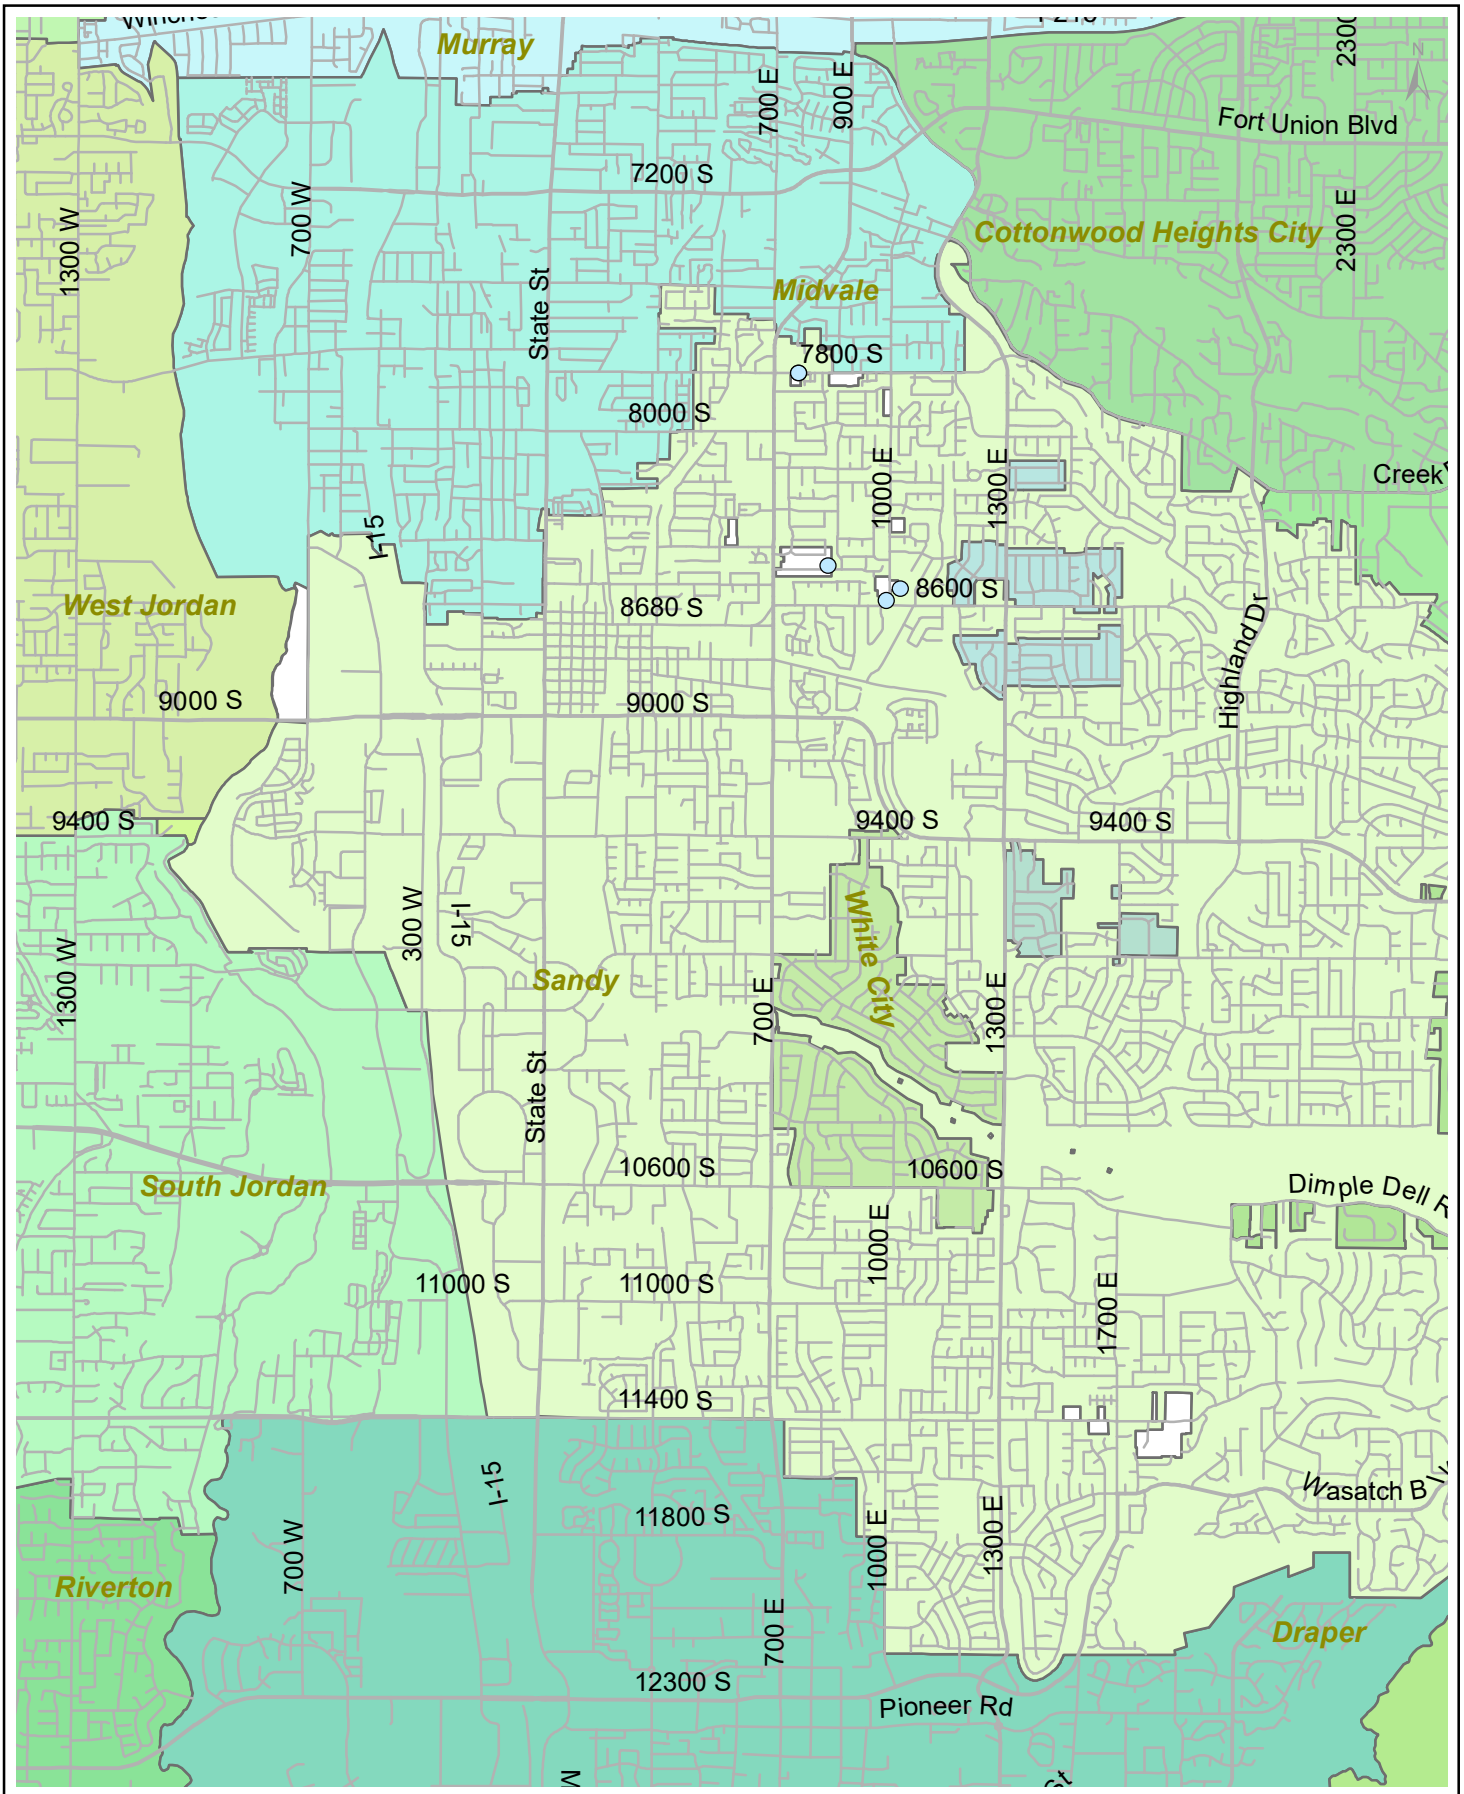 Murray
700 E
900 E
2300
N
Fort Union Blvd
7200 S
1300 W
700 W
State St
Cottonwood Heights City
2300 E
Midvale
7800 S
8000 S
1000 E
1300 E
Creek
I-15
West Jordan
8680 S
8600 S
Highland Dr
9000 S
9000 S
9400 S
9400 S
9400 S
300 W
I-15
White City
1300 W
Sandy
700 E
1300 E
State St
10600 S
10600 S
South Jordan
Dimple Dell R
1000 E
11000 S
11000 S
1700 E
11400 S
I-15
Wasatch B
11800 S
700 W
1000 E
1300 E
Riverton
700 E
Draper
12300 S
Pioneer Rd
M
St